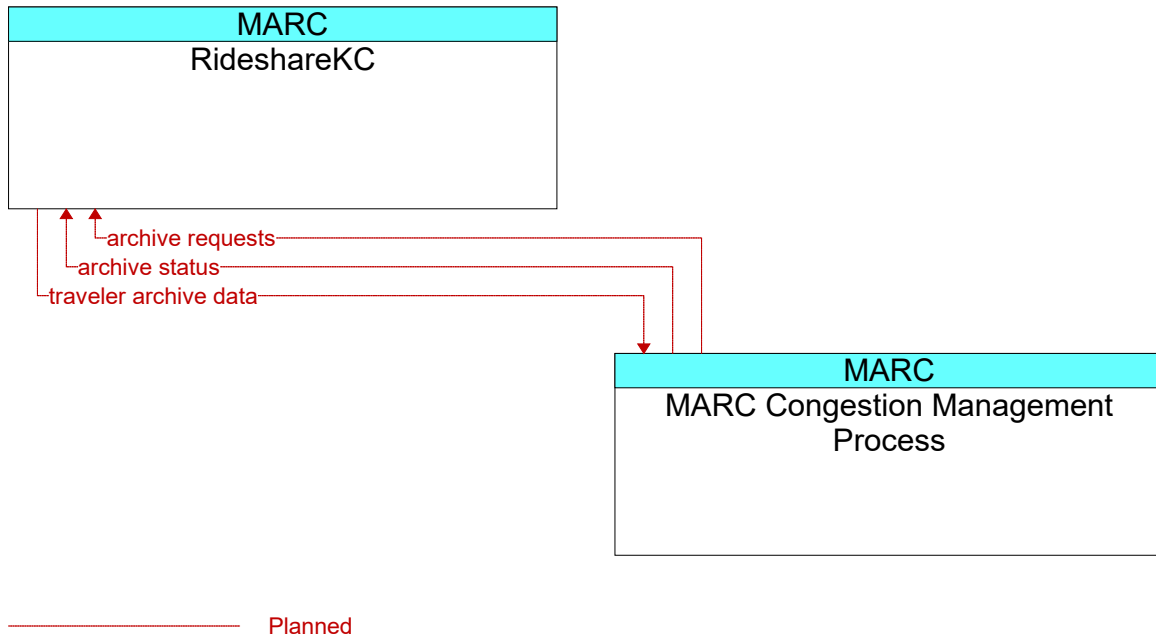 MARC
RideshareKC
archive requests
archive status
traveler archive data
MARC
MARC Congestion Management
Process
Planned